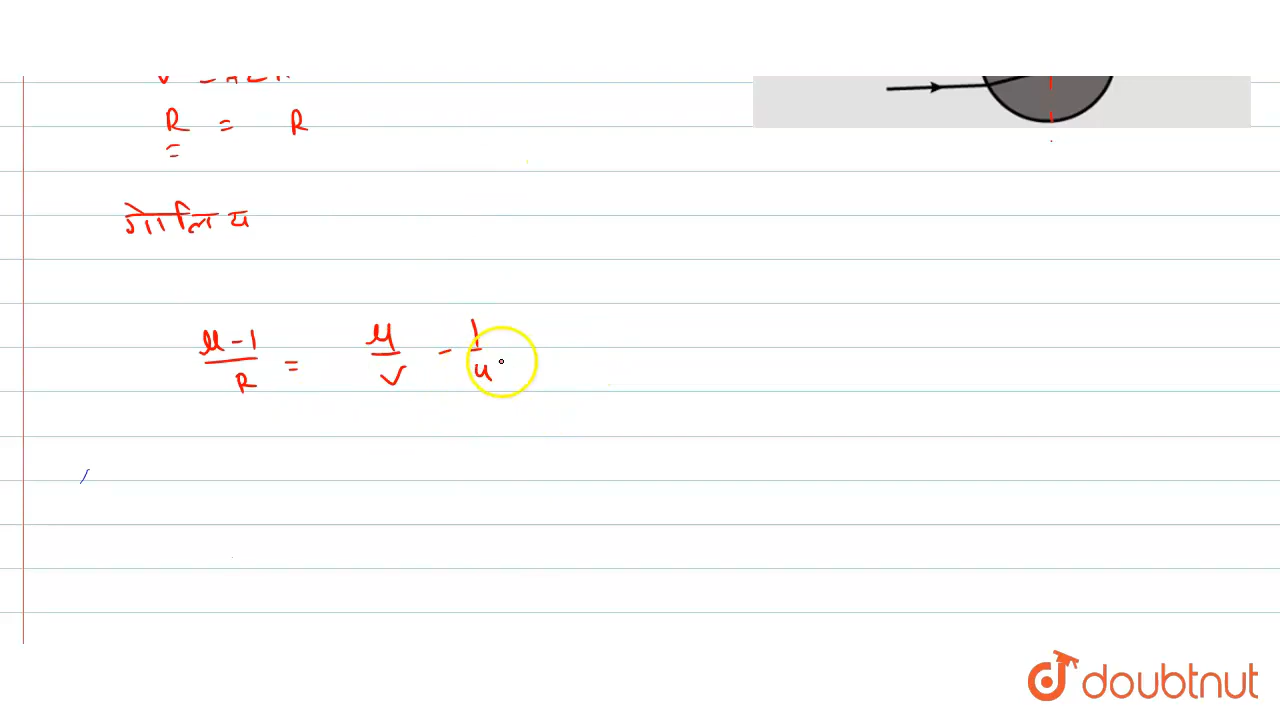 R = R
गोलिय
μ - 1 / R = μ / v - 1 / u
doubtnut